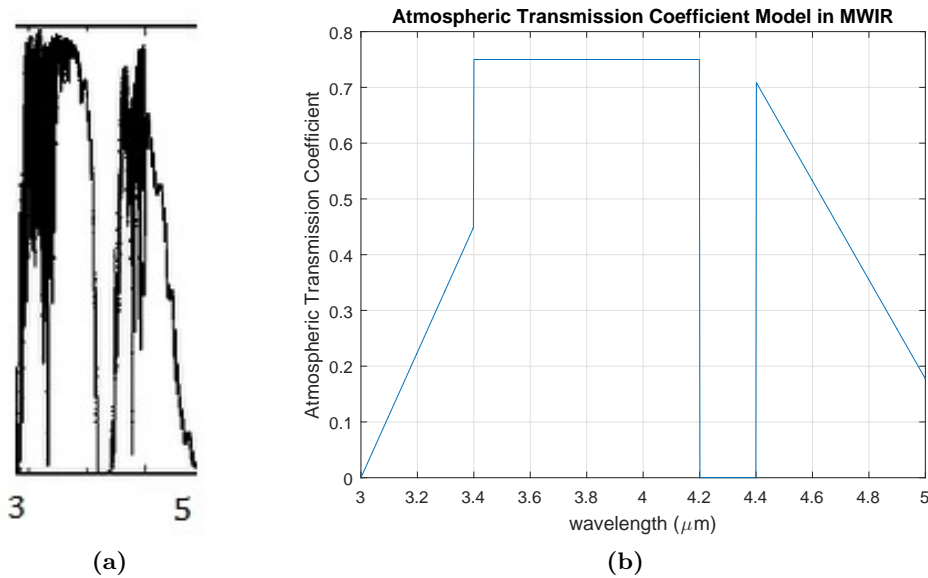 3 5
(a)
Atmospheric Transmission Coefficient Model in MWIR
Atmospheric Transmission Coefficient
0.8
0.7
0.6
0.5
0.4
0.3
0.2
0.1
0
3 3.2 3.4 3.6 3.8 4 4.2 4.4 4.6 4.8 5
wavelength (μm)
(b)